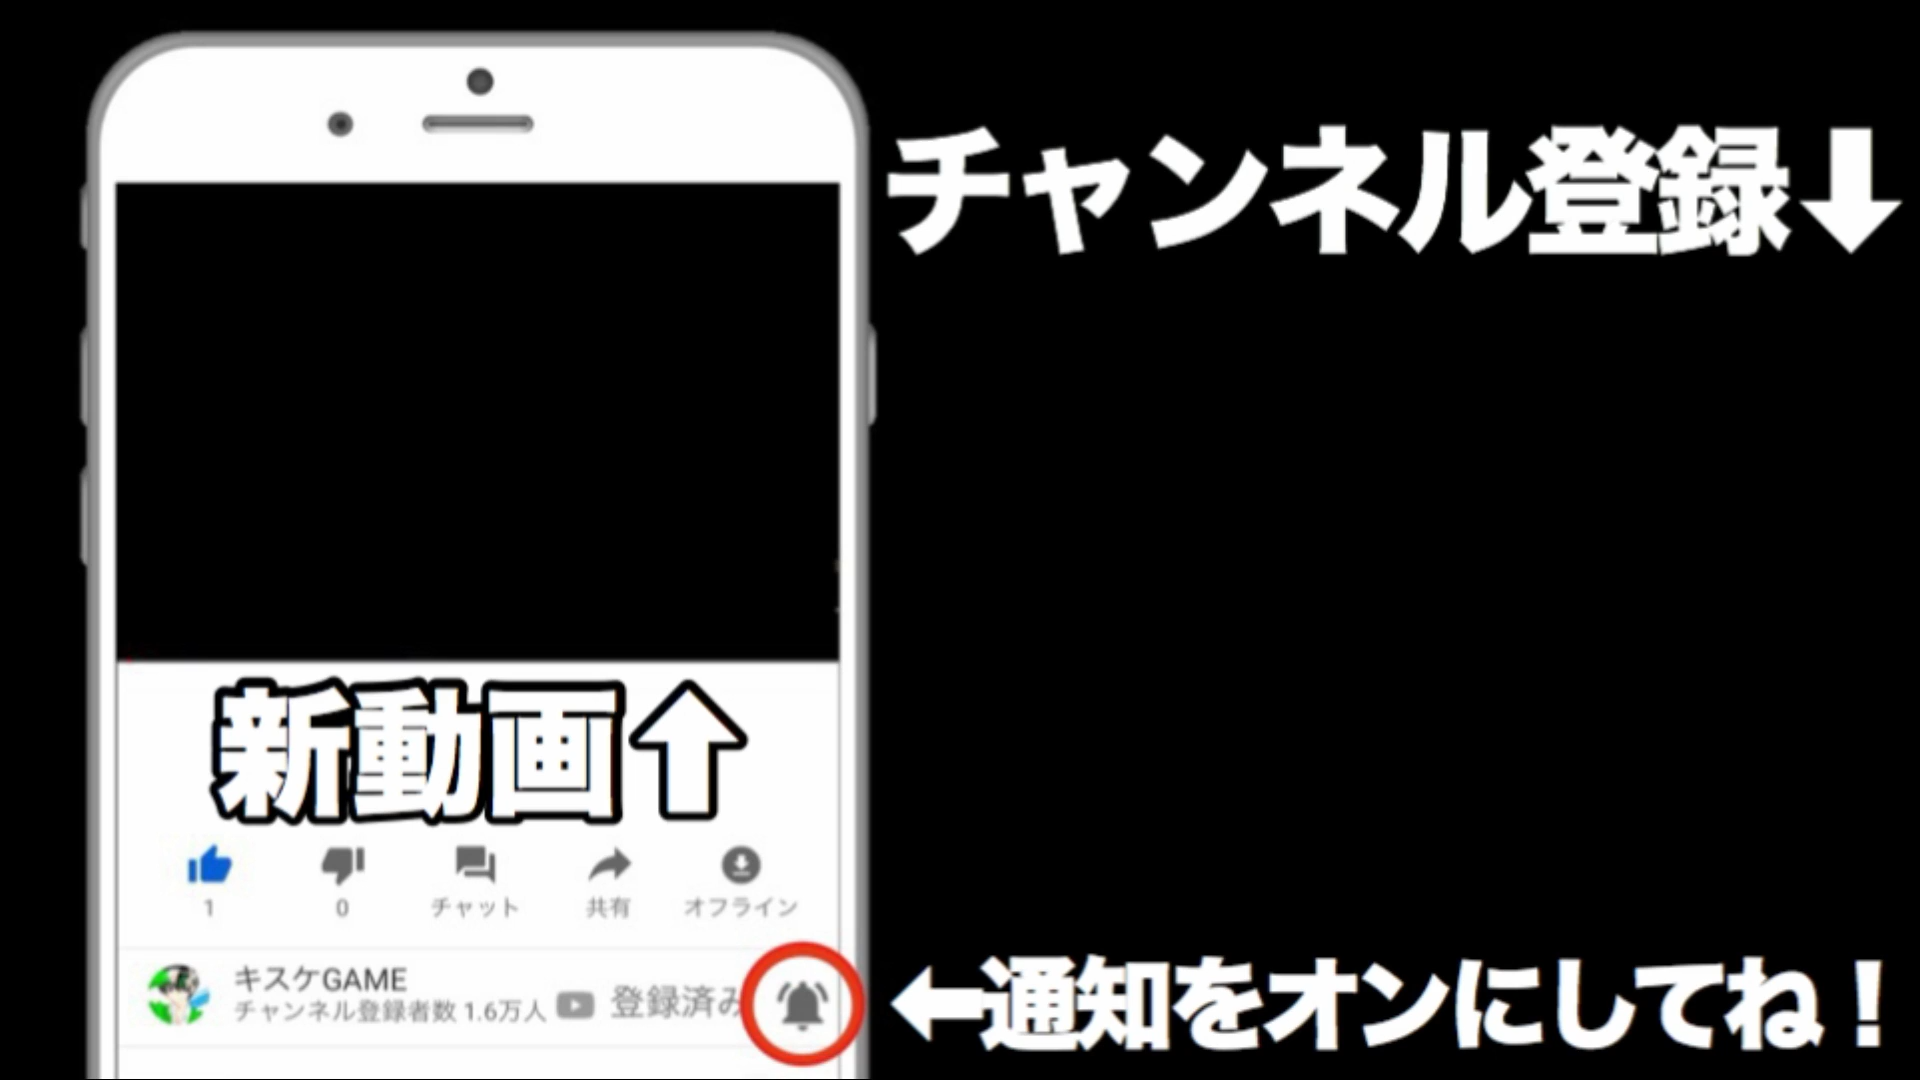 チャンネル登録⬇
新動画↑
1
0
チャット
共有
オフライン
キスケGAME
チャンネル登録者数 1.6万人
登録済み
⬅通知をオンにしてね！